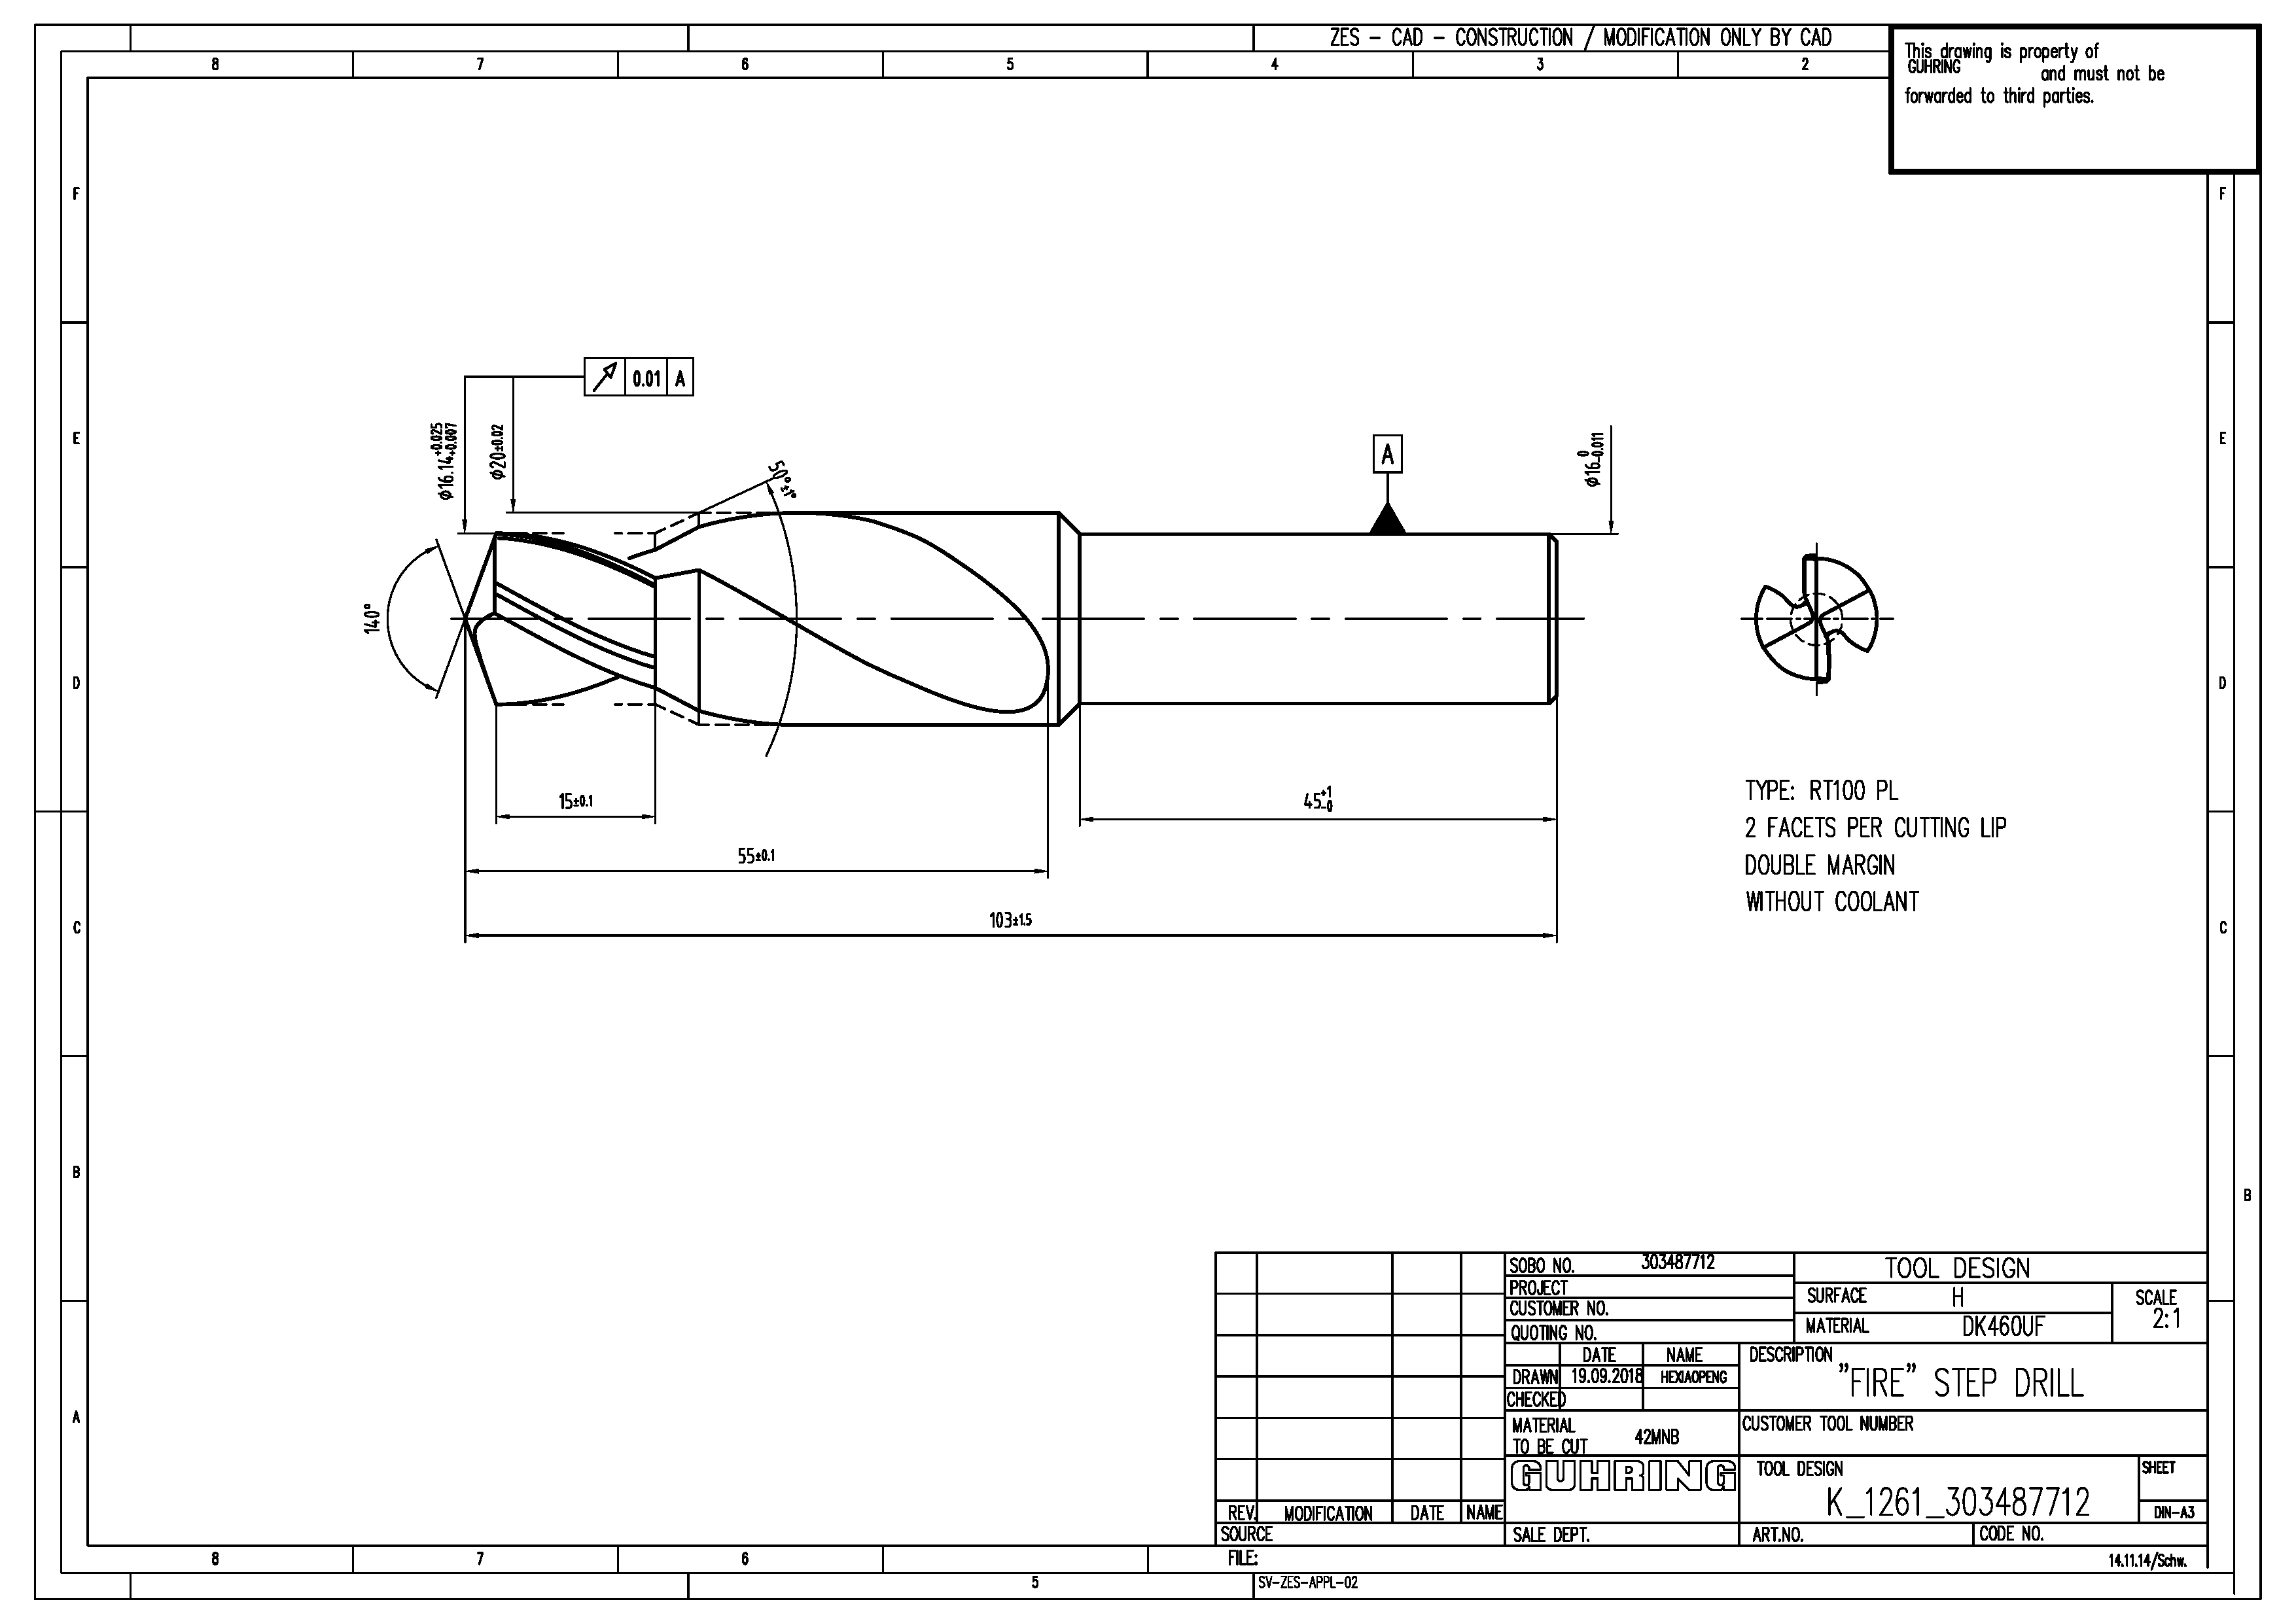 ZES - CAD - CONSTRUCTION / MODIFICATION ONLY BY CAD
This drawing is property of
GUHRING and must not be
forwarded to third parties.
8 7 6 5 4 3 2
F F
0.01 A
E E
φ16.14 +0.025 +0.007
φ20±0.02
50°±1°
A
φ16 0 -0.011
140°
D D
15±0.1
45 +1 -0
55±0.1
103±1.5
TYPE: RT100 PL
2 FACETS PER CUTTING LIP
DOUBLE MARGIN
WITHOUT COOLANT
C C
B B
B
A
SOBO NO. 303487712
PROJECT
CUSTOMER NO.
QUOTING NO.
TOOL DESIGN
SURFACE H
MATERIAL DK460UF
SCALE
2:1
DATE NAME
DRAWN 19.09.2018 HEXIAOPENG
CHECKED
DESCRIPTION
"FIRE" STEP DRILL
MATERIAL
TO BE CUT 42MNB
CUSTOMER TOOL NUMBER
GUHRING
TOOL DESIGN
K_1261_303487712
SHEET
DIN-A3
REV. MODIFICATION DATE NAME
SOURCE
SALE DEPT.
ART.NO.
CODE NO.
8 7 6
FILE:
14.11.14/Schw.
5
SV-ZES-APPL-02